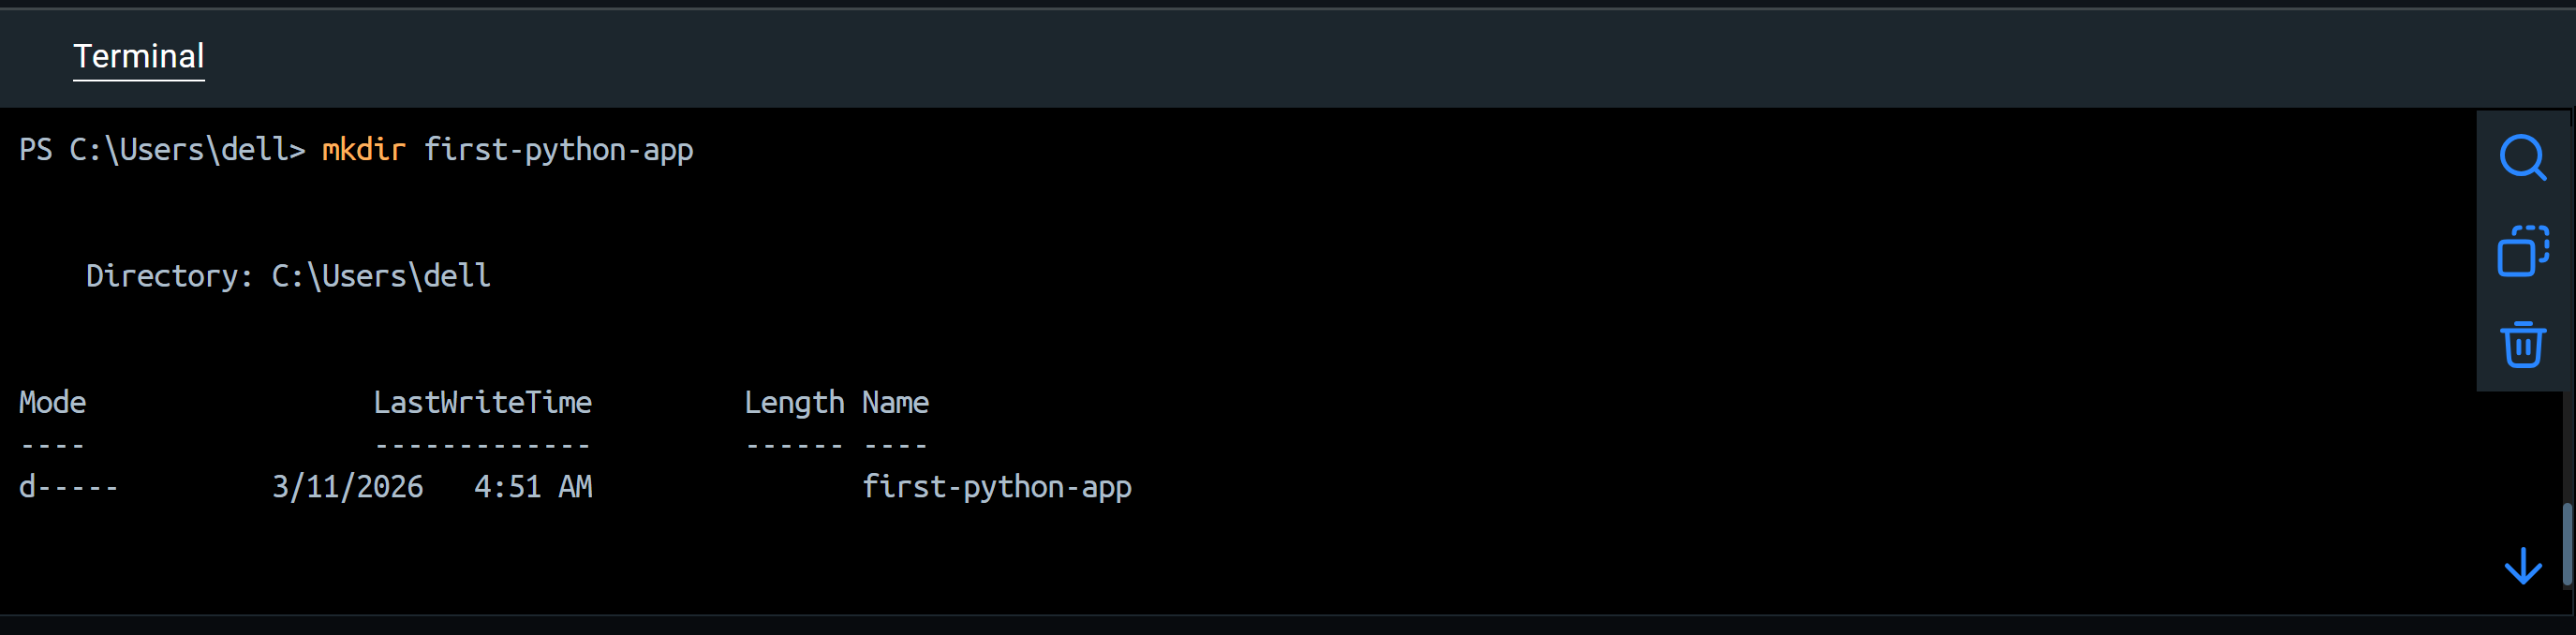 Terminal
PS C:\Users\dell> mkdir first-python-app
Directory: C:\Users\dell
Mode                 LastWriteTime         Length Name
----                 -------------         ------ ----
d-----         3/11/2026   4:51 AM                first-python-app